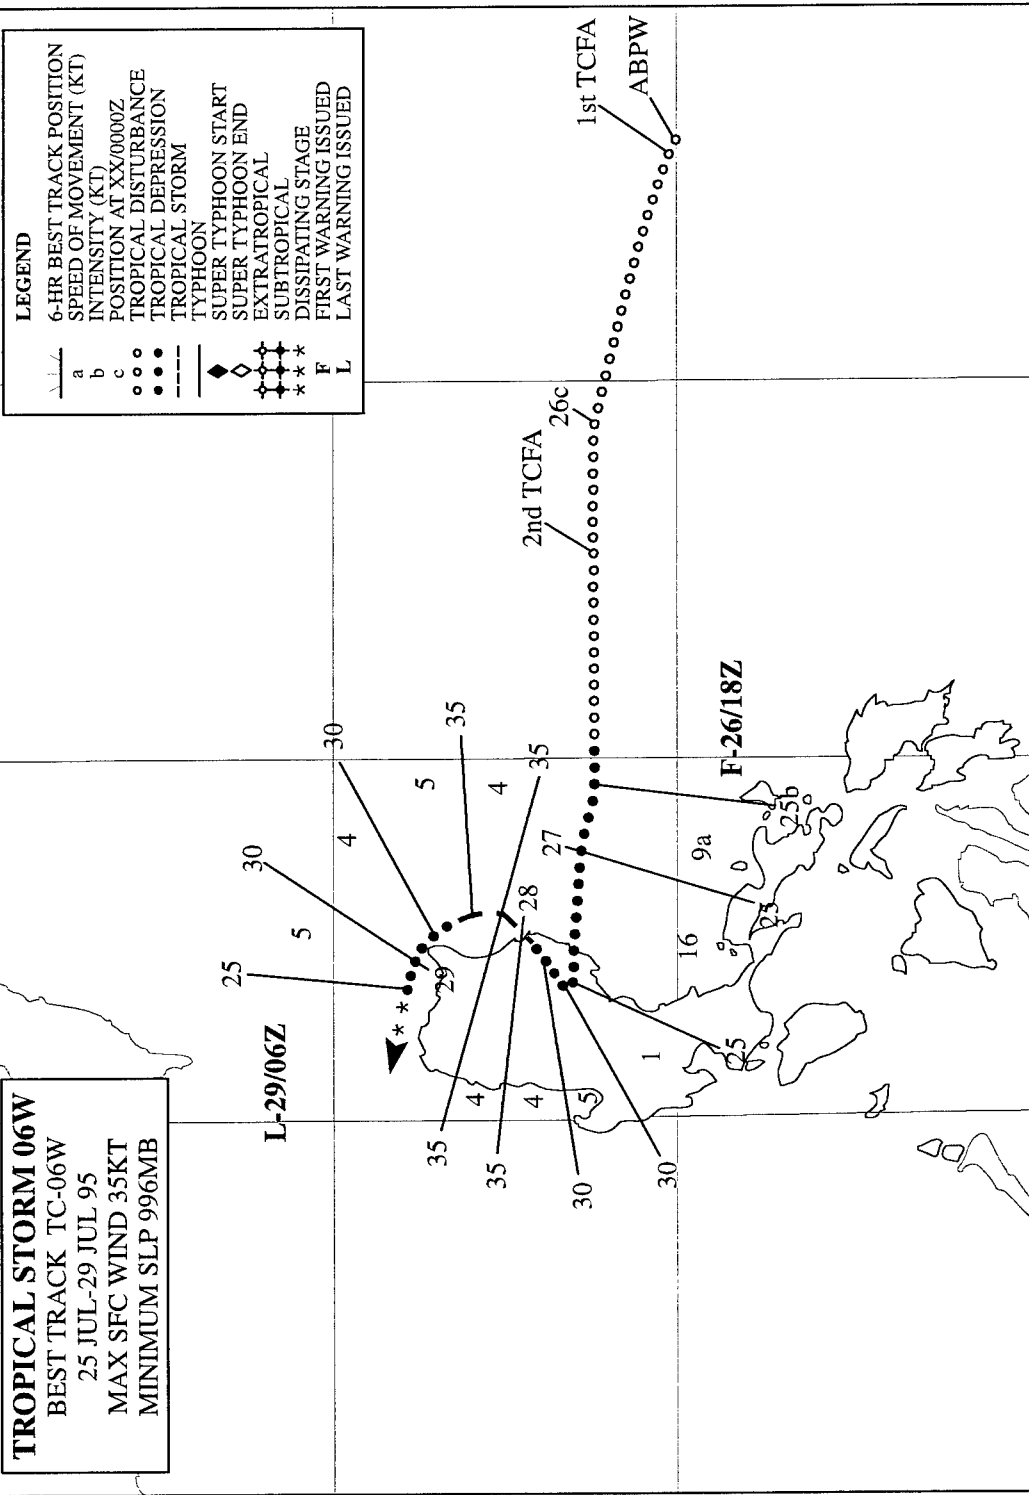 TROPICAL STORM 06W
BEST TRACK TC-06W
25 JUL-29 JUL 95
MAX SFC WIND 35KT
MINIMUM SLP 996MB
LEGEND
6-HR BEST TRACK POSITION
a SPEED OF MOVEMENT (KT)
b INTENSITY (KT)
c POSITION AT XX/0000Z
TROPICAL DISTURBANCE
TROPICAL DEPRESSION
TROPICAL STORM
TYPHOON
SUPER TYPHOON START
SUPER TYPHOON END
EXTRATROPICAL
SUBTROPICAL
*** DISSIPATING STAGE
F FIRST WARNING ISSUED
L LAST WARNING ISSUED
L-29/06Z
25
5
30
4
30
5
35
4
29
35
35
28
35
4
4
5
30
30
1
25
16
25
9a
25b
27
F-26/18Z
2nd TCFA
26c
1st TCFA
ABPW